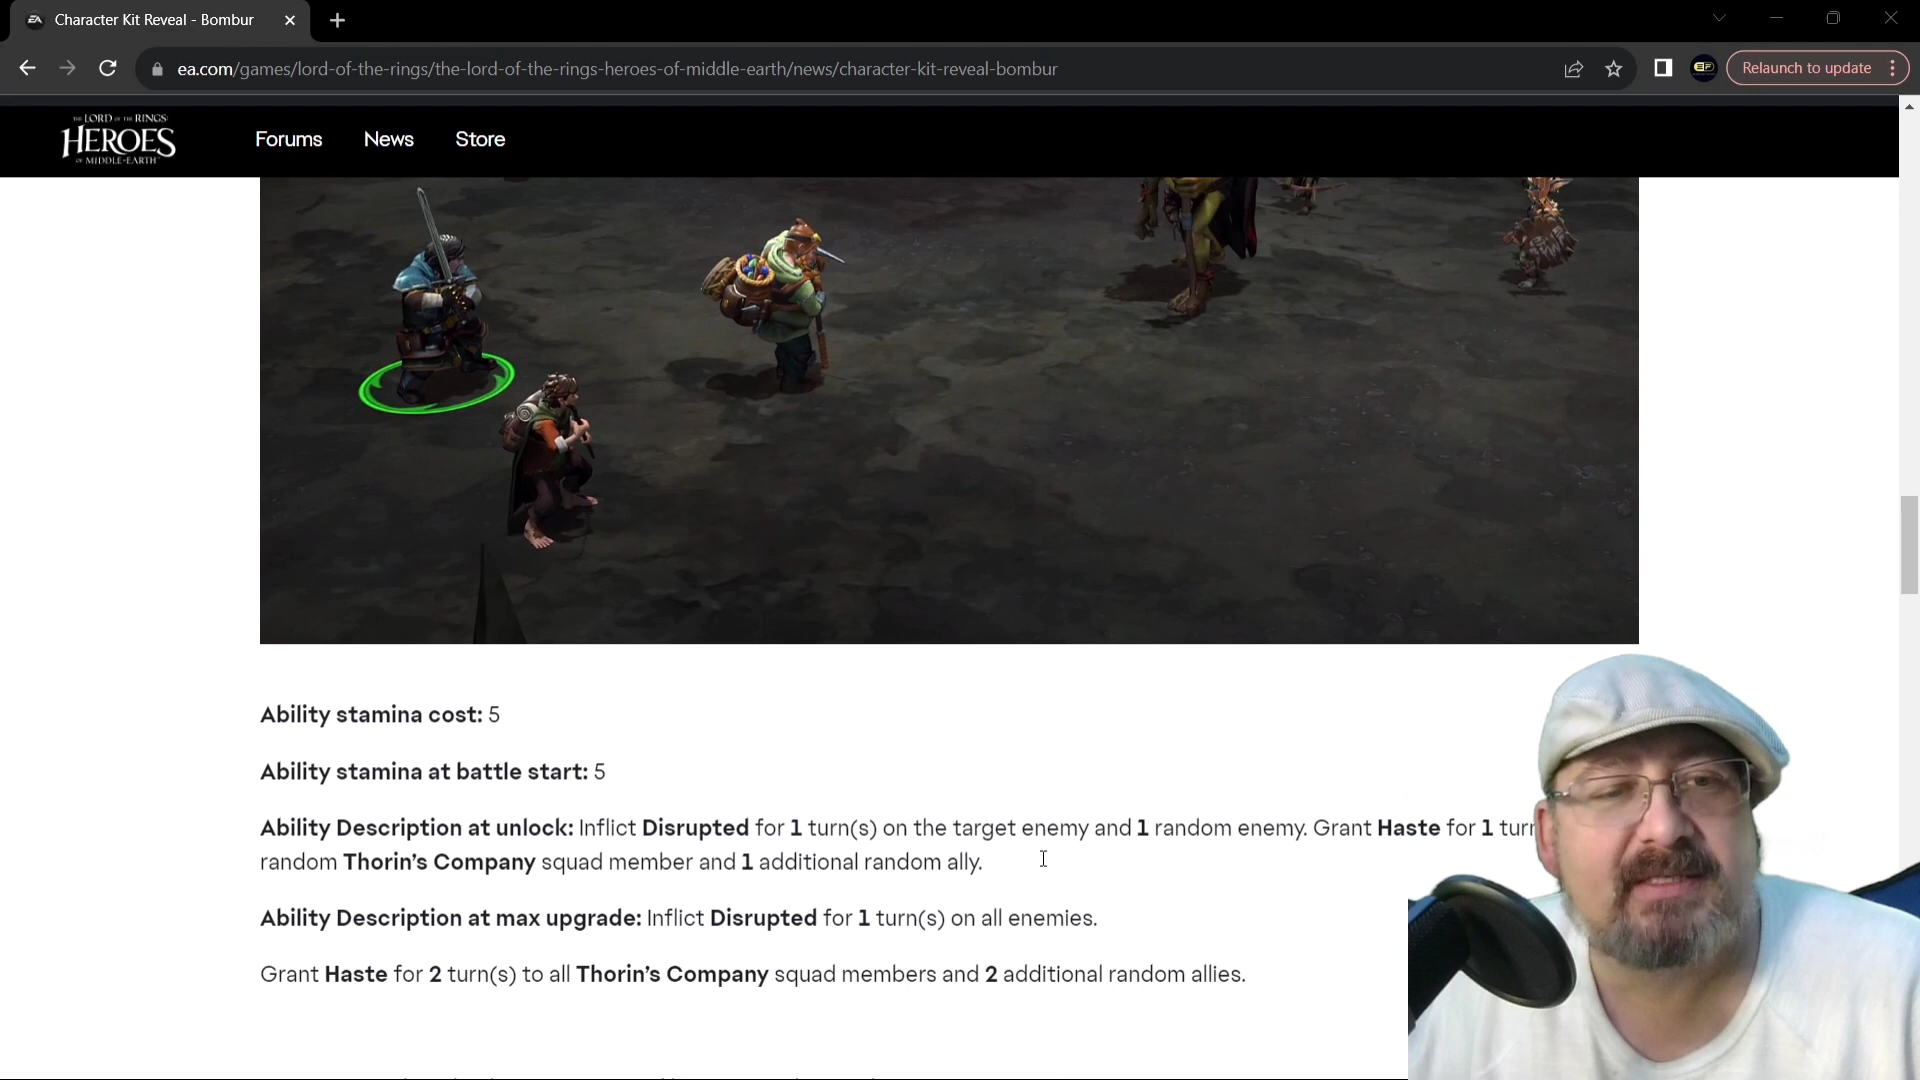 Character Kit Reveal - Bombur
ea.com/games/lord-of-the-rings/the-lord-of-the-rings-heroes-of-middle-earth/news/character-kit-reveal-bombur
Relaunch to update
THE LORD OF THE RINGS
HEROES
OF MIDDLE-EARTH
Forums
News
Store
Ability stamina cost: 5
Ability stamina at battle start: 5
Ability Description at unlock: Inflict Disrupted for 1 turn(s) on the target enemy and 1 random enemy. Grant Haste for 1
random Thorin's Company squad member and 1 additional random ally.
Ability Description at max upgrade: Inflict Disrupted for 1 turn(s) on all enemies.
Grant Haste for 2 turn(s) to all Thorin's Company squad members and 2 additional random allies.